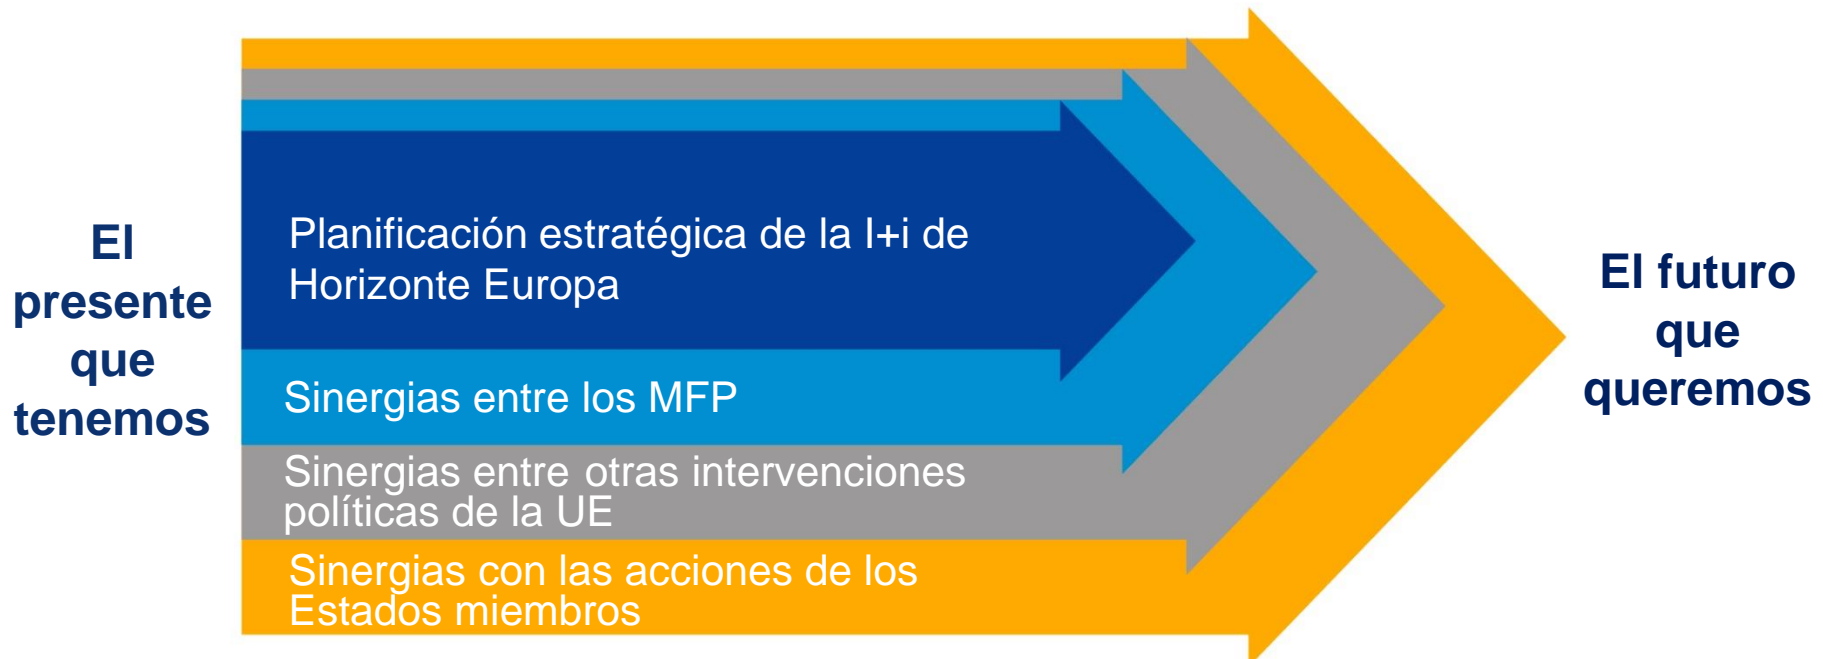 El
presente
que
tenemos
Planificación estratégica de la I+i de
Horizonte Europa
Sinergias entre los MFP
Sinergias entre otras intervenciones
políticas de la UE
Sinergias con las acciones de los
Estados miembros
El futuro
que
queremos